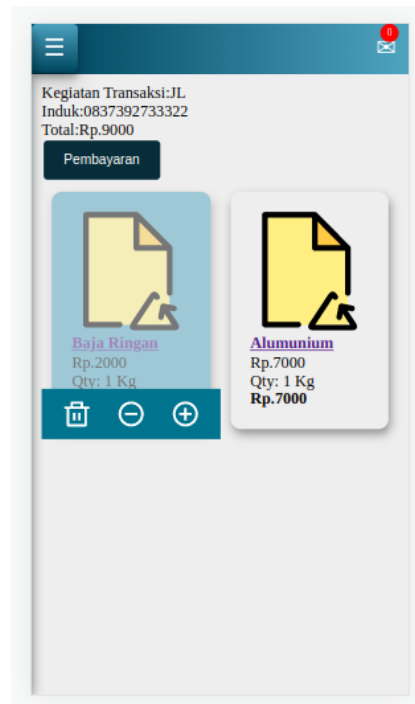 0
Kegiatan Transaksi:JL
Induk:0837392733322
Total:Rp.9000
Pembayaran
Baja Ringan
Rp.2000
Qty: 1 Kg
Alumunium
Rp.7000
Qty: 1 Kg
Rp.7000